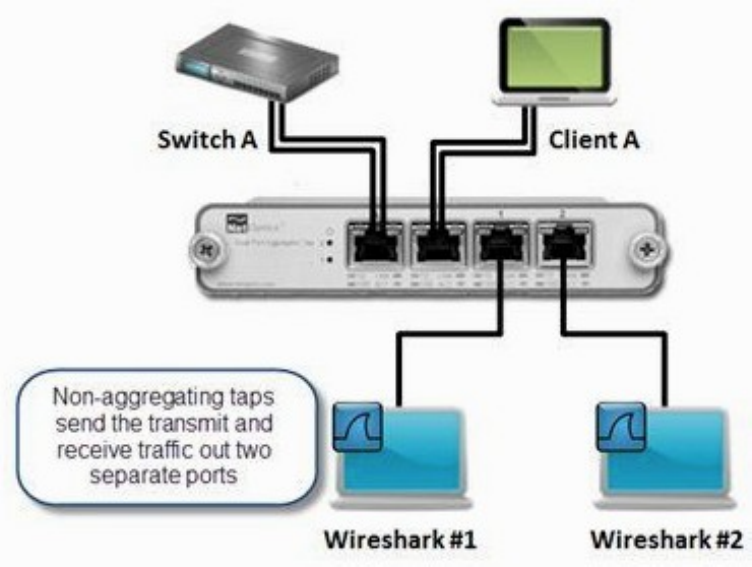 Switch A
Client A
1
2
Non-aggregating taps
send the transmit and
receive traffic out two
separate ports
Wireshark #1
Wireshark #2